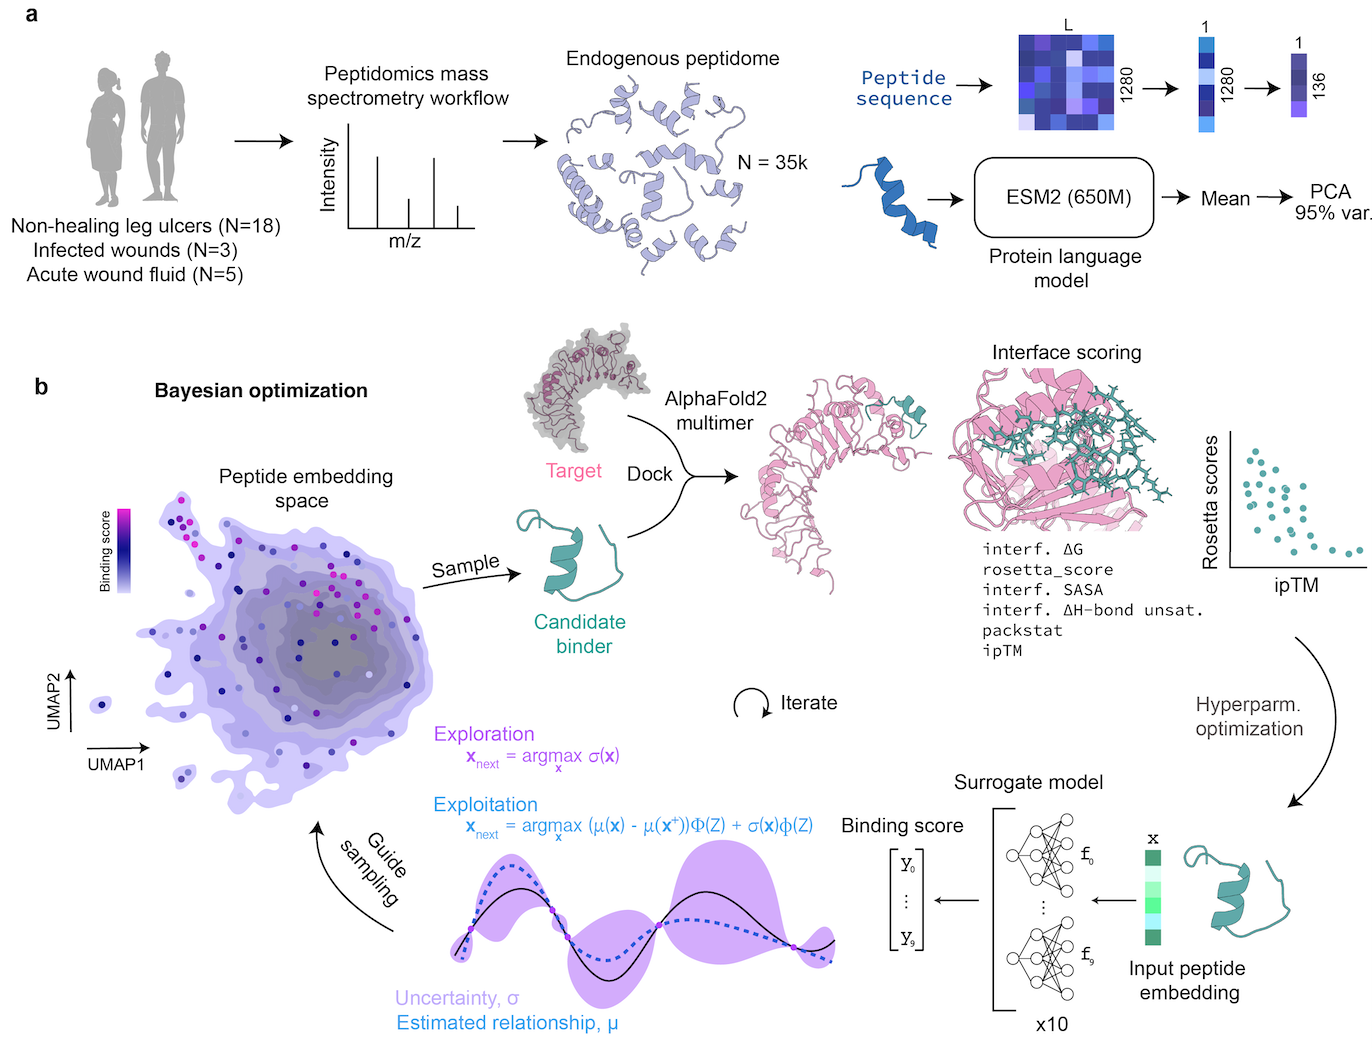 a
Non-healing leg ulcers (N=18)
Infected wounds (N=3)
Acute wound fluid (N=5)
Peptidomics mass
spectrometry workflow
Intensity
m/z
Endogenous peptidome
N = 35k
Peptide
sequence
L
1280
1
1280
1
136
ESM2 (650M)
Protein language
model
Mean
PCA
95% var.
b
Bayesian optimization
Peptide embedding
space
Binding score
UMAP2
UMAP1
Sample
Target
Dock
AlphaFold2
multimer
Candidate
binder
Interface scoring
interf. ΔG
rosetta_score
interf. SASA
interf. ΔH-bond unsat.
packstat
ipTM
Rosetta scores
ipTM
Hyperparm.
optimization
Iterate
Exploration
x_next = argmax_x σ(x)
Exploitation
x_next = argmax_x (μ(x) - μ(x⁺))Φ(Z) + σ(x)ϕ(Z)
Guide
sampling
Uncertainty, σ
Estimated relationship, μ
Binding score
Y₀
⋮
Y₉
Surrogate model
f₀
⋮
f₉
x10
x
Input peptide
embedding